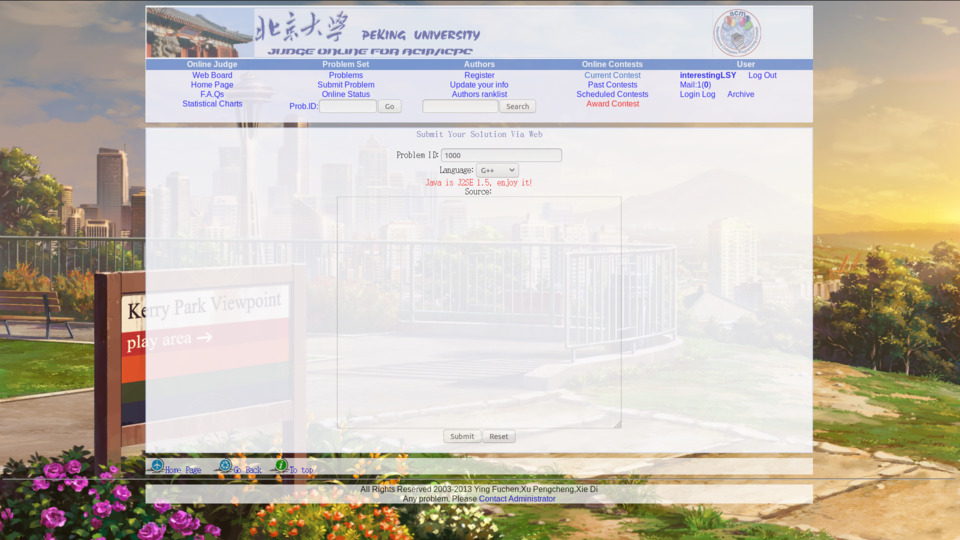 北京大学 PEKING UNIVERSITY
JUDGE ONLINE FOR ACM/ICPC
acm
Online Judge Problem Set Authors Online Contests User
Web Board Problems Register Current Contest interestingLSY Log Out
Home Page Submit Problem Update your info Past Contests Mail:1(0)
F.A.Qs Online Status Authors ranklist Scheduled Contests Login Log Archive
Statistical Charts Prob.ID: Go Search Award Contest
Submit Your Solution Via Web
Problem ID: 1000
Language: G++
Java is J2SE 1.5, enjoy it!
Source:
Kerry Park Viewpoint
play area →
Submit Reset
Home Page Go Back To top
All Rights Reserved 2003-2013 Ying Fuchen,Xu Pengcheng,Xie Di
Any problem, Please Contact Administrator